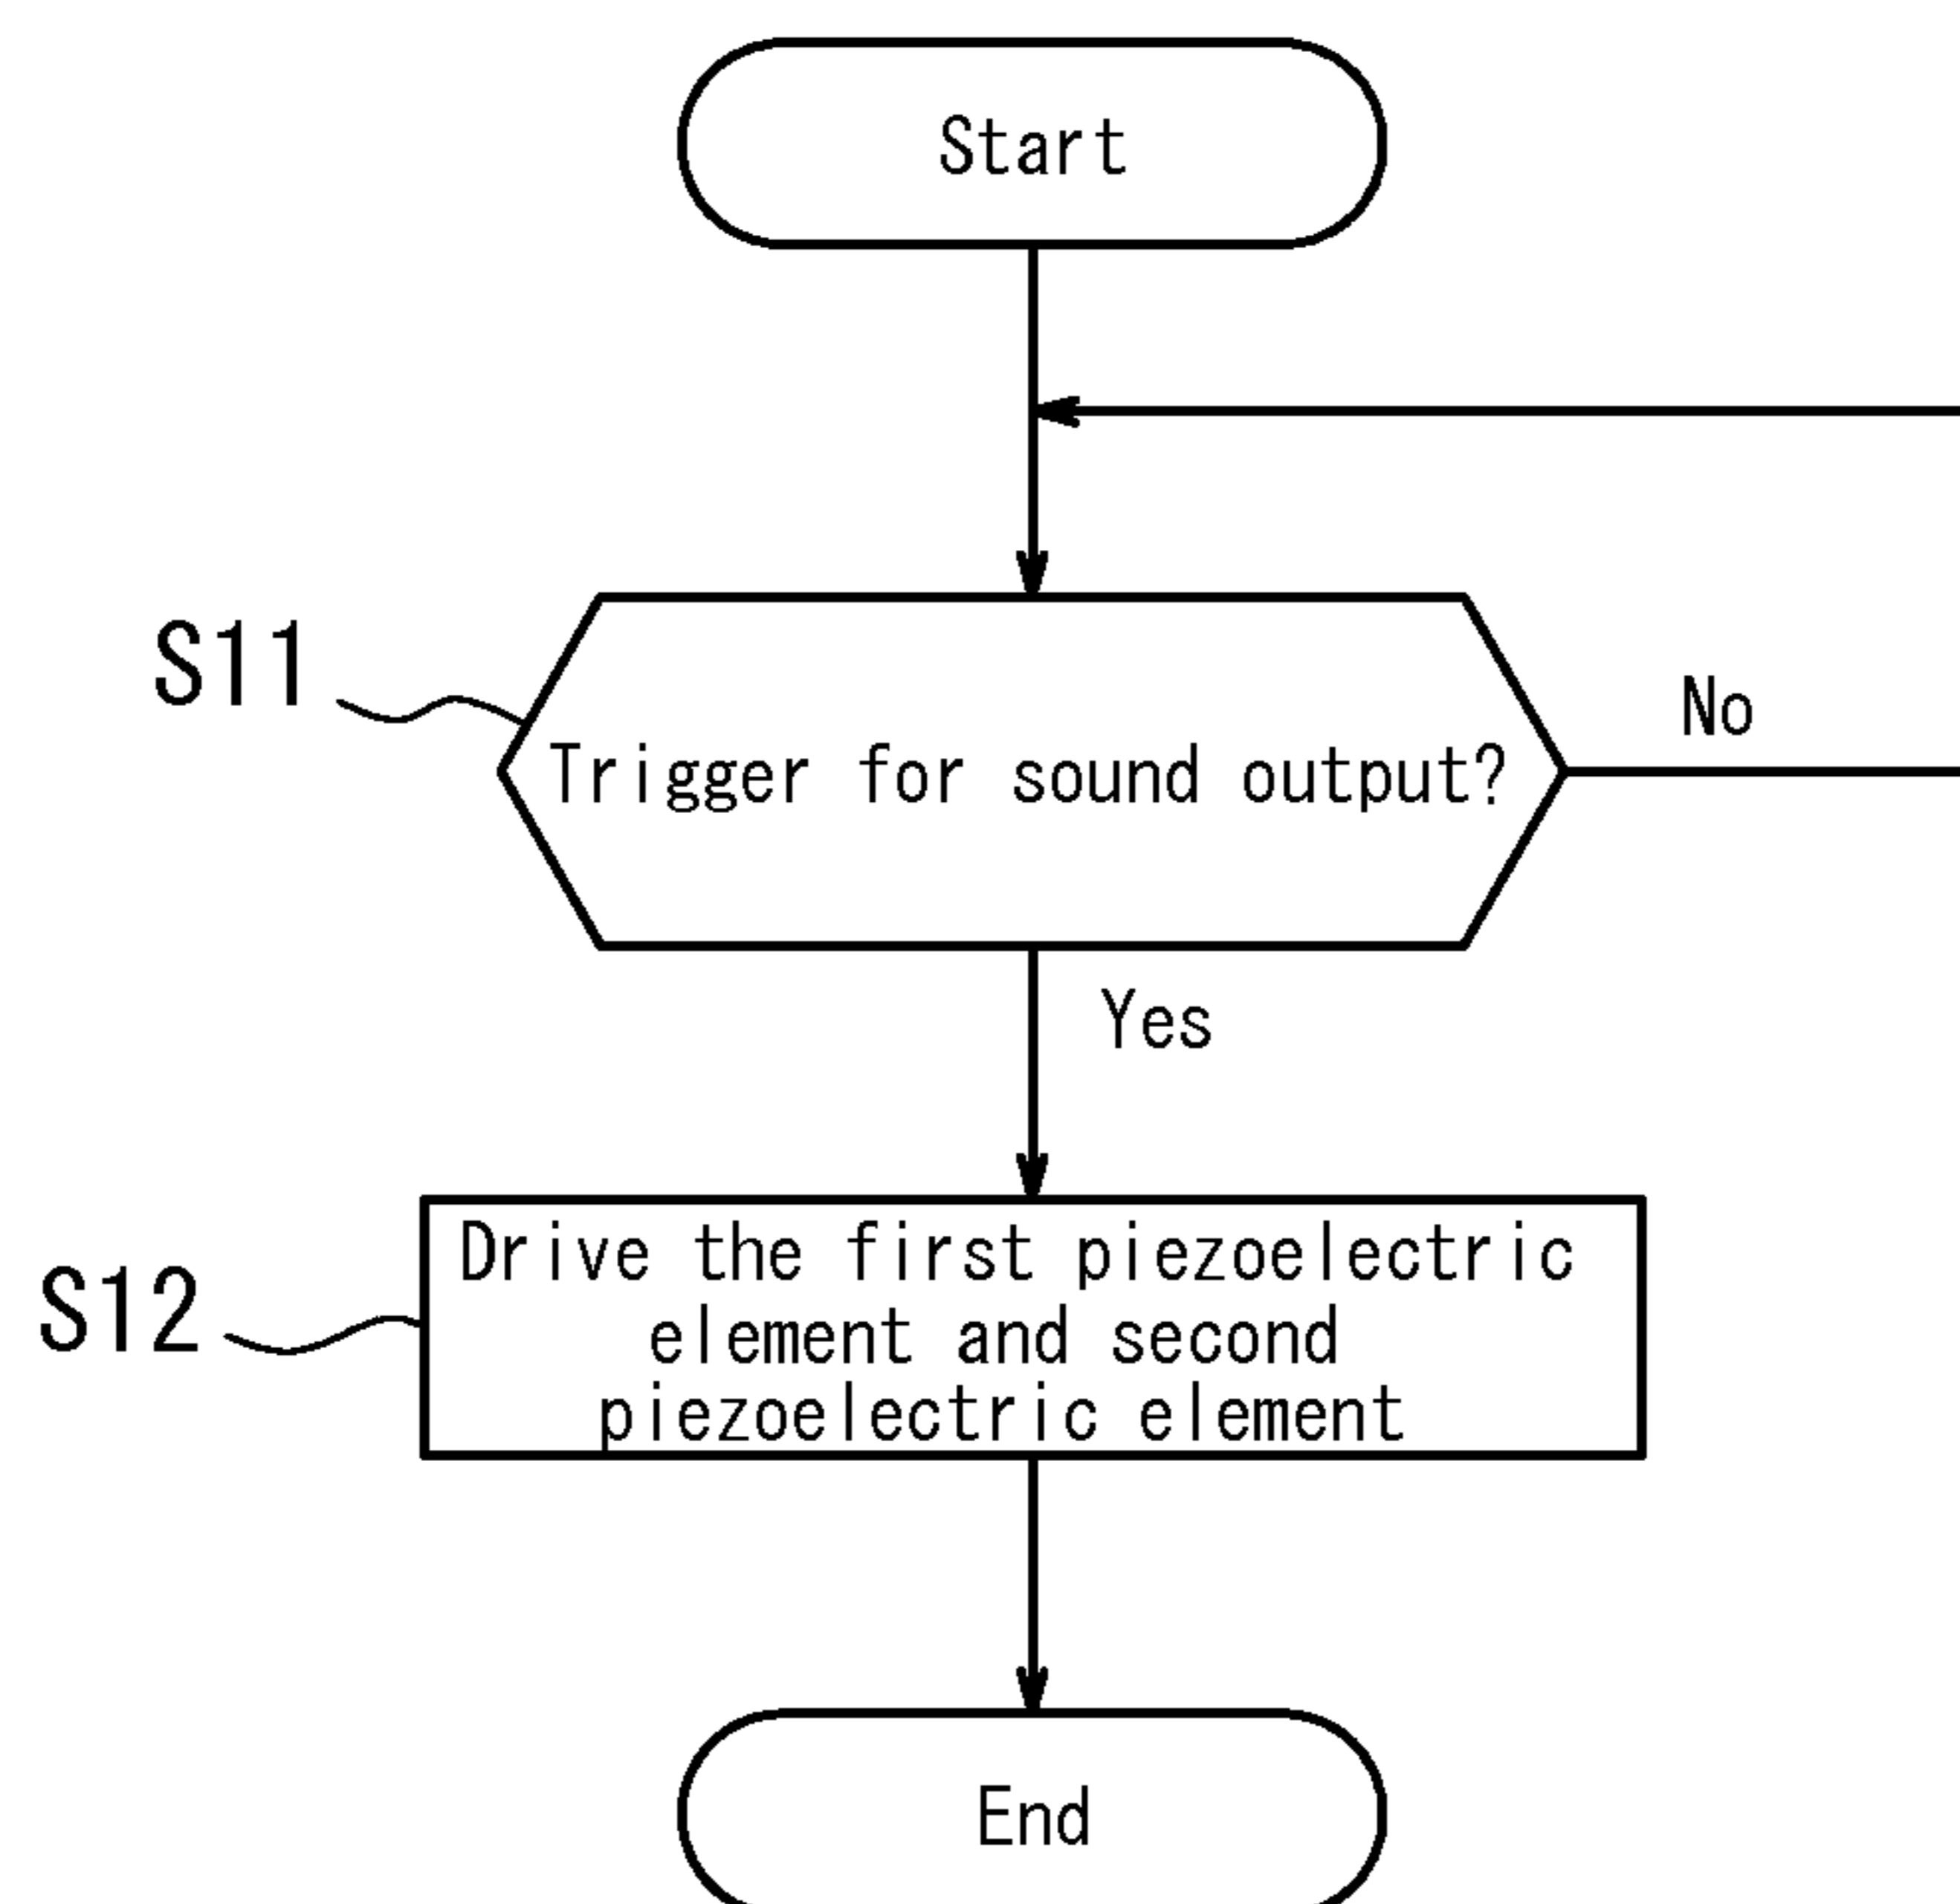 Start
S11
Trigger for sound output?
No
Yes
S12
Drive the first piezoelectric
element and second
piezoelectric element
End